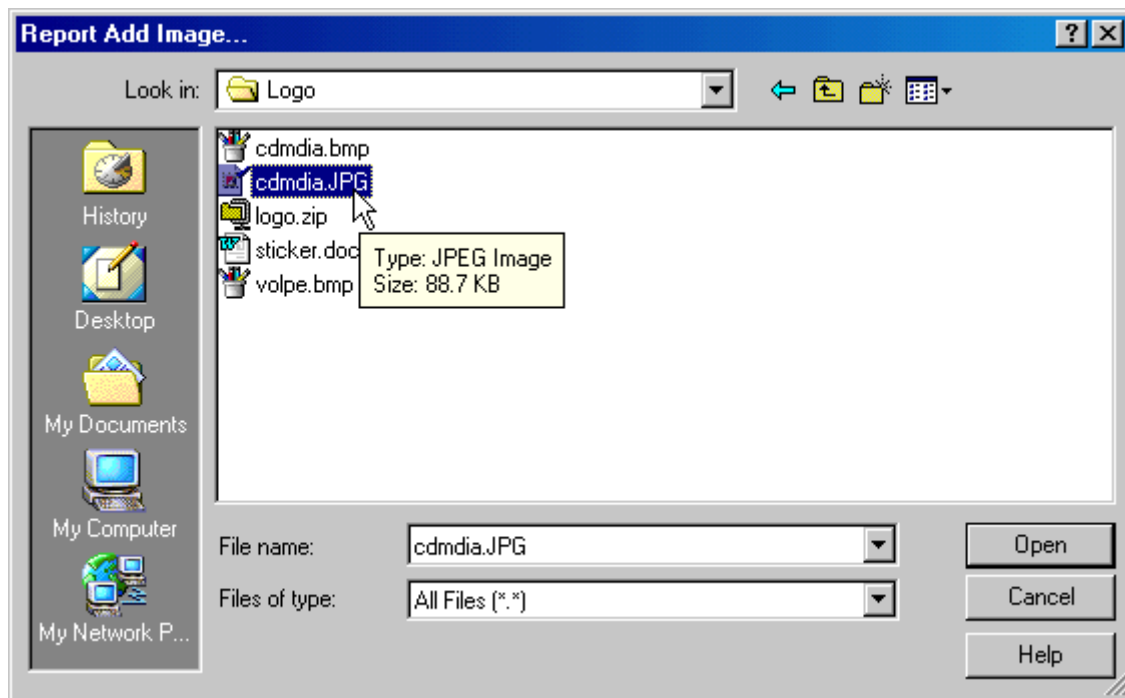 Report Add Image...
Look in: Logo
History
Desktop
My Documents
My Computer
My Network P...
cdmdia.bmp
cdmdia.JPG
logo.zip
sticker.doc
volpe.bmp
Type: JPEG Image
Size: 88.7 KB
File name: cdmdia.JPG Open
Files of type: All Files (*.*) Cancel
Help